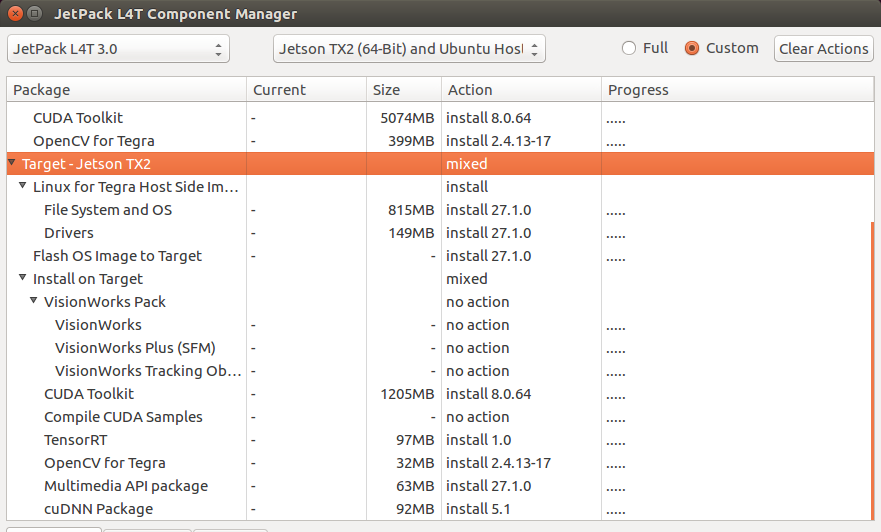 JetPack L4T Component Manager
JetPack L4T 3.0 Jetson TX2 (64-Bit) and Ubuntu Host Full Custom Clear Actions
Package Current Size Action Progress
CUDA Toolkit - 5074MB install 8.0.64 .....
OpenCV for Tegra - 399MB install 2.4.13-17 .....
Target - Jetson TX2 mixed
Linux for Tegra Host Side Im... install
File System and OS - 815MB install 27.1.0 .....
Drivers - 149MB install 27.1.0 .....
Flash OS Image to Target - - install 27.1.0 .....
Install on Target mixed
VisionWorks Pack no action
VisionWorks - - no action .....
VisionWorks Plus (SFM) - - no action .....
VisionWorks Tracking Ob... - - no action .....
CUDA Toolkit - 1205MB install 8.0.64 .....
Compile CUDA Samples - - no action .....
TensorRT - 97MB install 1.0 .....
OpenCV for Tegra - 32MB install 2.4.13-17 .....
Multimedia API package - 63MB install 27.1.0 .....
cuDNN Package - 92MB install 5.1 .....